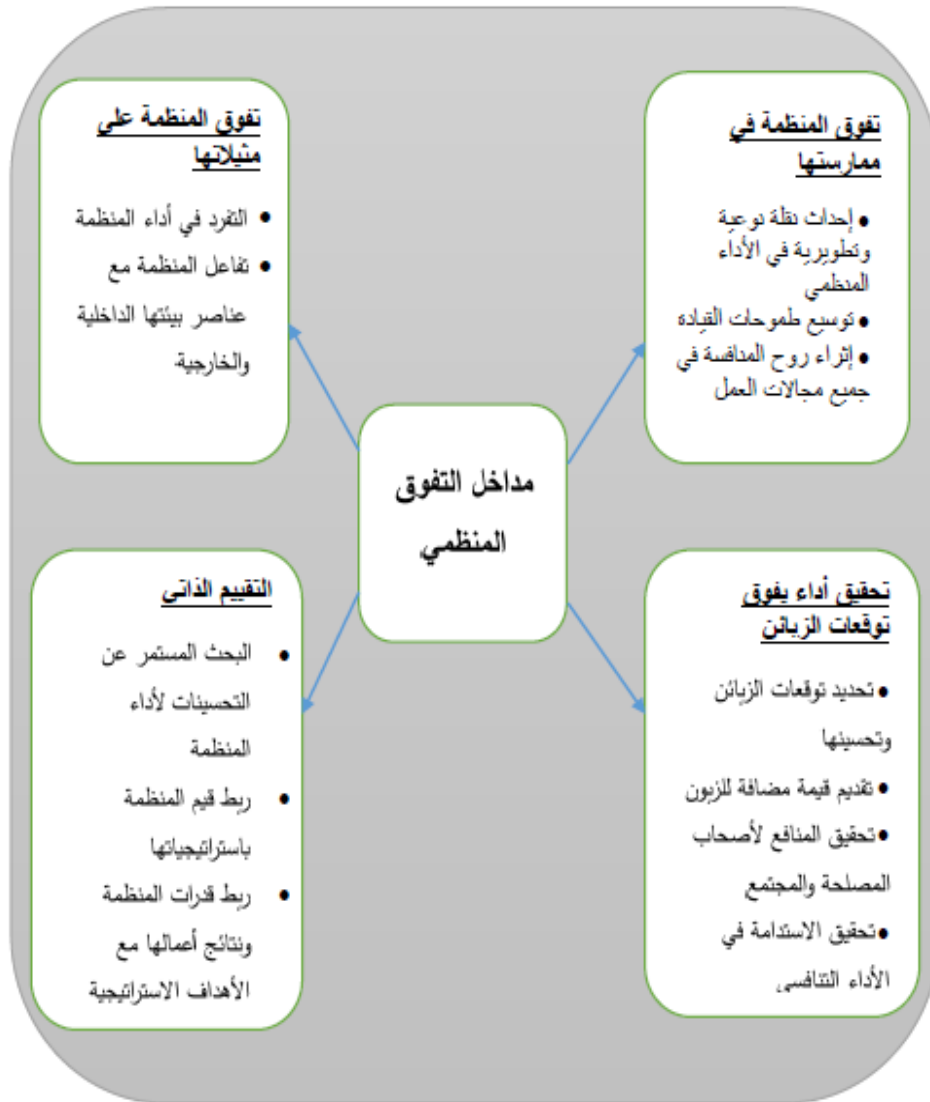 تفوق المنظمة في
ممارستها
● إحداث نقلة نوعية
وتطويرية في الأداء
المنظمي
● توسيع طموحات القيادة
● إثراء روح المنافسة في
جميع مجالات العمل
تفوق المنظمة على
مثيلاتها
● التفرد في أداء المنظمة
● تفاعل المنظمة مع
عناصر بيئتها الداخلية
والخارجية.
مداخل التفوق
المنظمي
تحقيق أداء يفوق
توقعات الزبائن
● تحديد توقعات الزبائن
وتحسينها
● تقديم قيمة مضافة للزبون
● تحقيق المنافع لأصحاب
المصلحة والمجتمع
● تحقيق الاستدامة في
الأداء التنافسي
التقييم الذاتي
● البحث المستمر عن
التحسينات لأداء
المنظمة
● ربط قيم المنظمة
باستراتيجياتها
● ربط قدرات المنظمة
ونتائج أعمالها مع
الأهداف الاستراتيجية